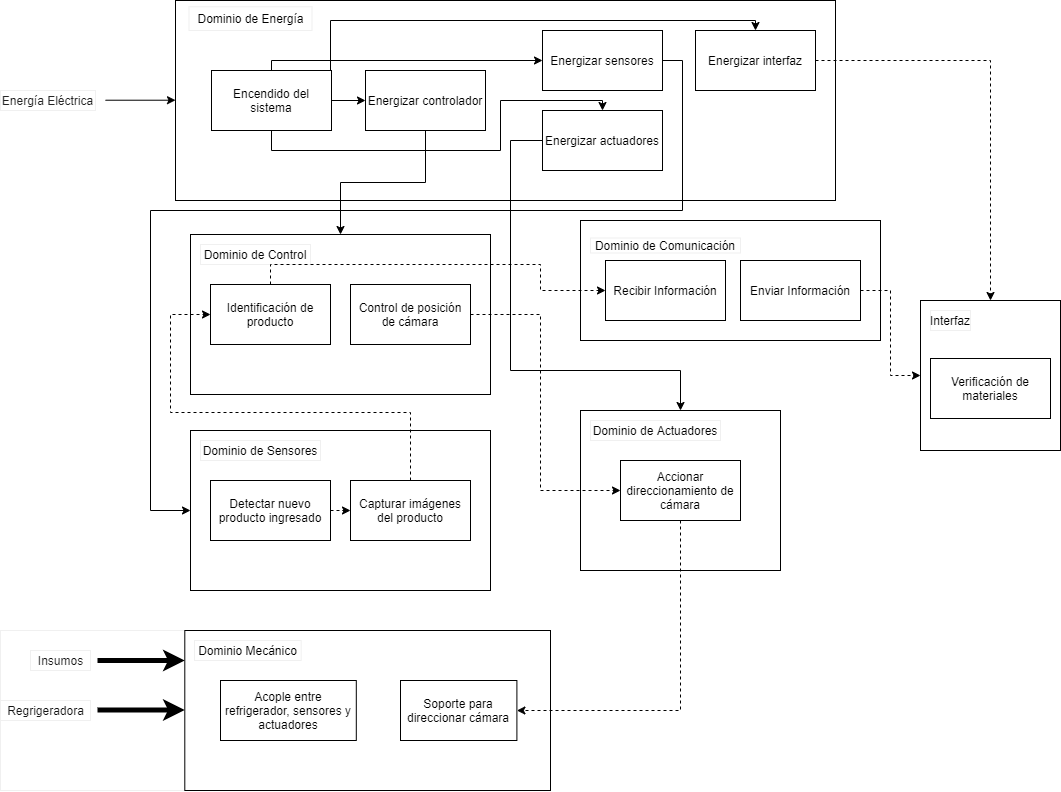 Dominio de Energía
Energizar sensores
Energizar interfaz
Energía Eléctrica
Encendido del
sistema
Energizar controlador
Energizar actuadores
Dominio de Control
Identificación de
producto
Control de posición
de cámara
Dominio de Comunicación
Recibir Información
Enviar Información
Interfaz
Verificación de
materiales
Dominio de Sensores
Detectar nuevo
producto ingresado
Capturar imágenes
del producto
Dominio de Actuadores
Accionar
direccionamiento de
cámara
Insumos
Regrigeradora
Dominio Mecánico
Acople entre
refrigerador, sensores y
actuadores
Soporte para
direccionar cámara